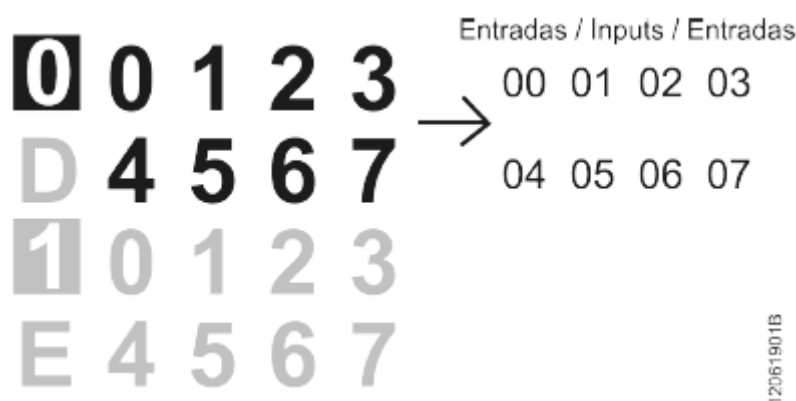 Entradas / Inputs / Entradas
0 0 1 2 3
00 01 02 03
D 4 5 6 7
04 05 06 07
1 0 1 2 3
E 4 5 6 7
12061901B